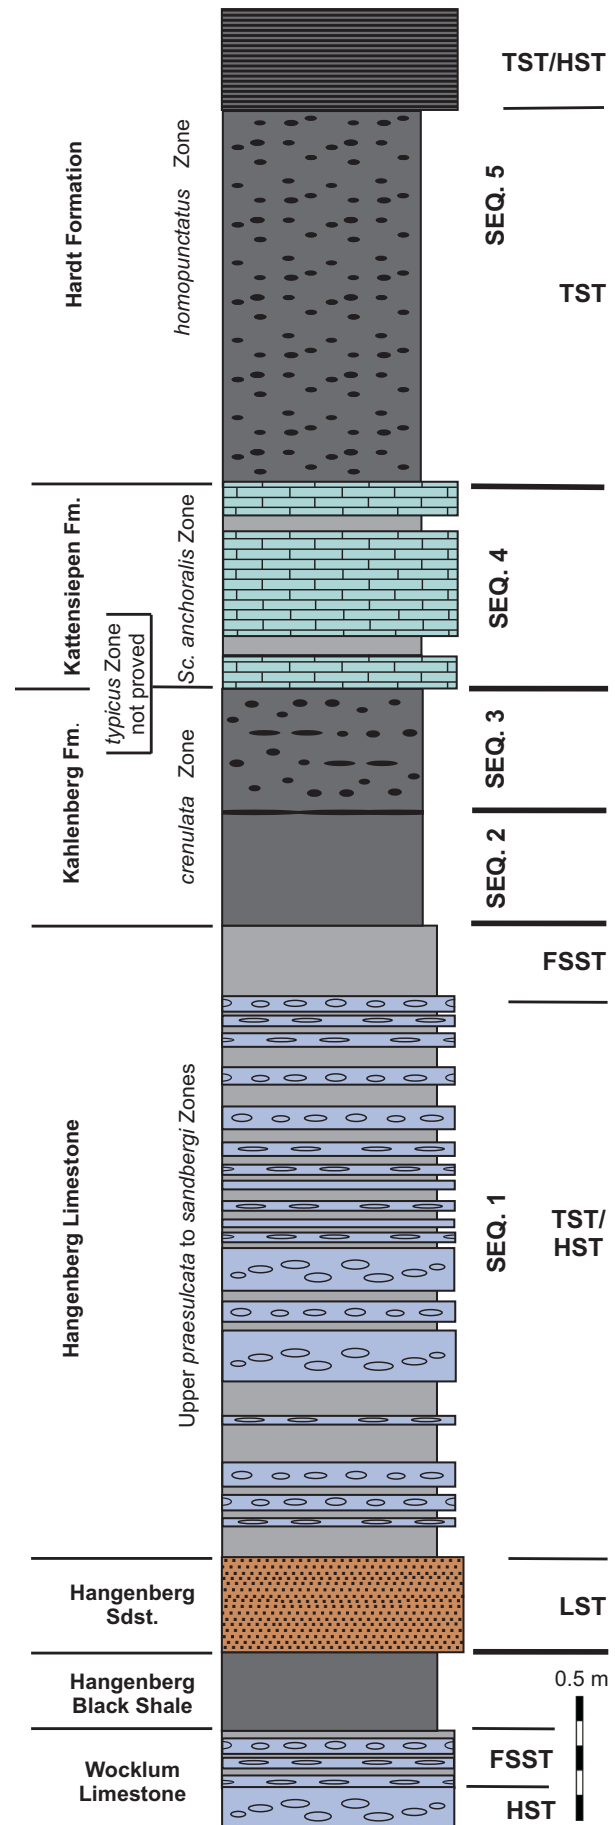 TST/HST
Hardt Formation
homopunctatus Zone
SEQ. 5
TST
Kattensiepen Fm.
Sc. anchoralis Zone
SEQ. 4
typicus Zone
not proved
Kahlenberg Fm.
crenulata Zone
SEQ. 3
SEQ. 2
FSST
Hangenberg Limestone
Upper praesulcata to sandbergi Zones
SEQ. 1
TST/
HST
Hangenberg
Sdst.
LST
Hangenberg
Black Shale
0.5 m
Wocklum
Limestone
FSST
HST